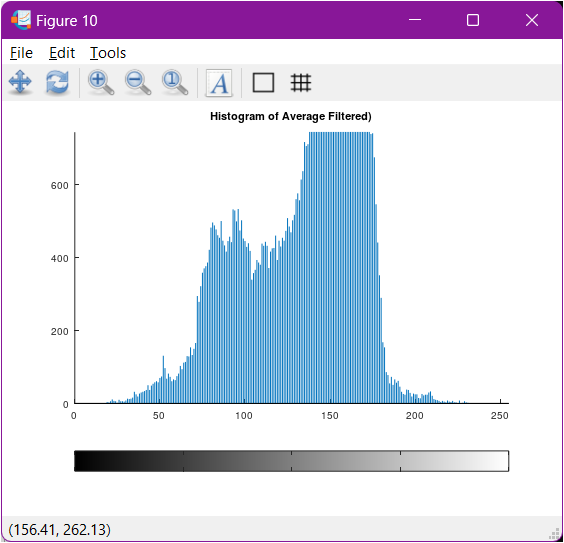 Figure 10
File Edit Tools
1 A
Histogram of Average Filtered)
600
400
200
0
0 50 100 150 200 250
(156.41, 262.13)